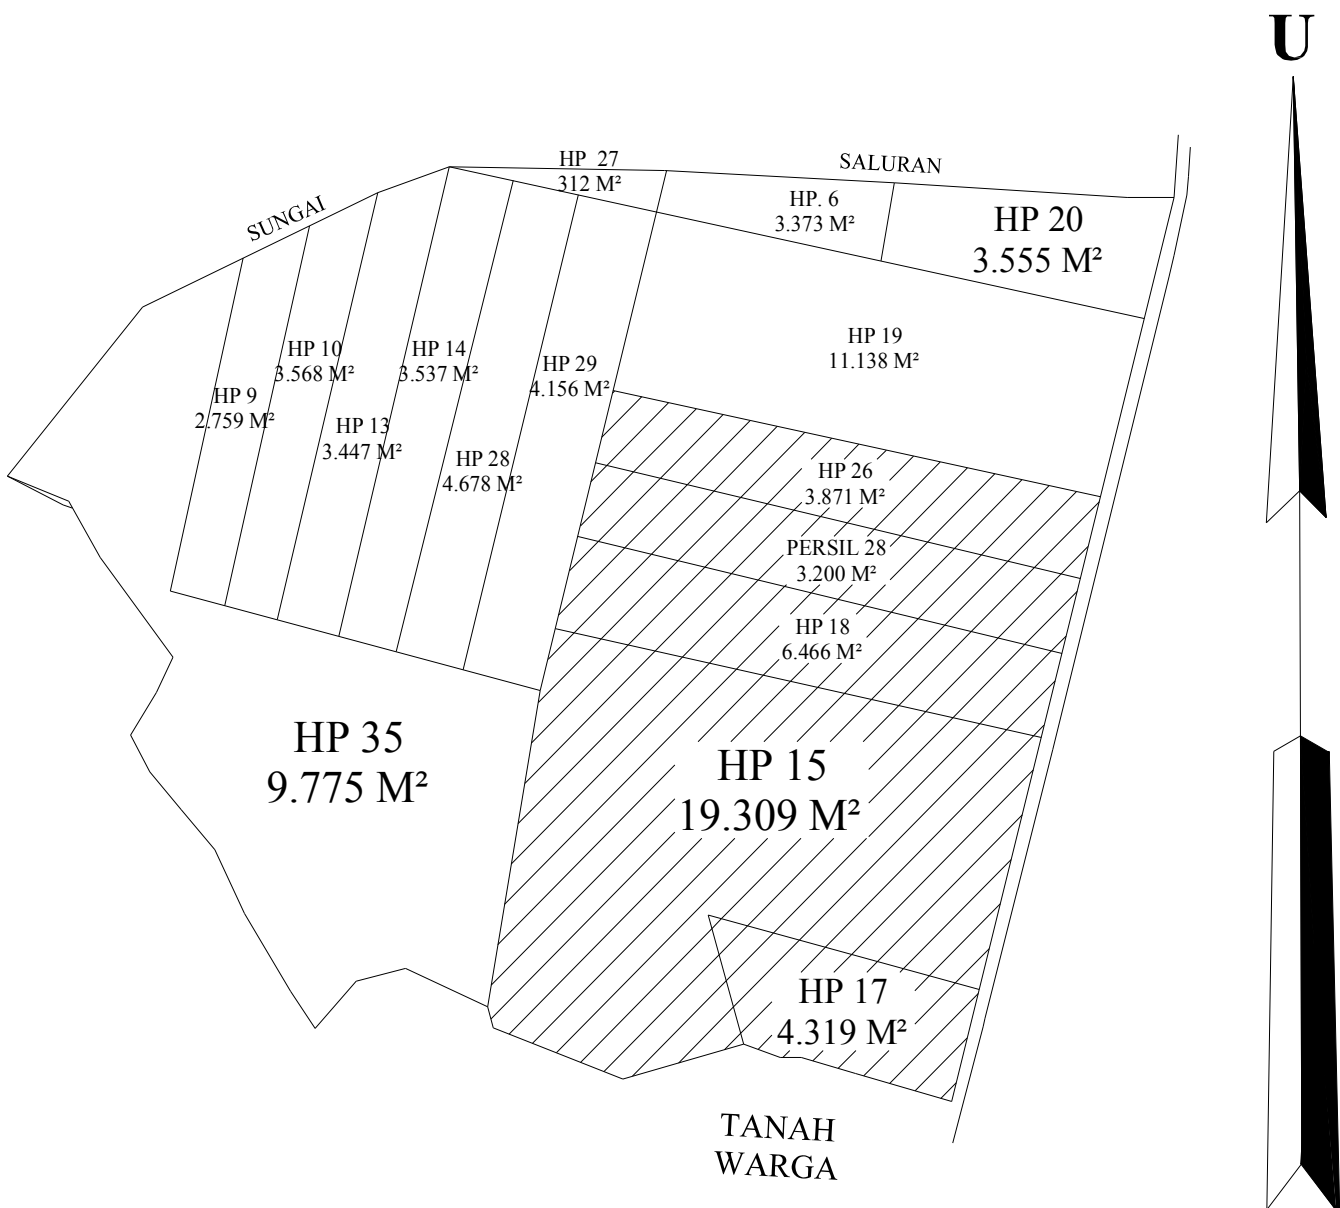 U
HP 27
312 M²
SALURAN
SUNGAI
HP. 6
3.373 M²
HP 20
3.555 M²
HP 19
11.138 M²
HP 10
3.568 M²
HP 14
3.537 M²
HP 29
4.156 M²
HP 9
2.759 M²
HP 13
3.447 M²
HP 28
4.678 M²
HP 26
3.871 M²
PERSIL 28
3.200 M²
HP 18
6.466 M²
HP 35
9.775 M²
HP 15
19.309 M²
HP 17
4.319 M²
TANAH
WARGA